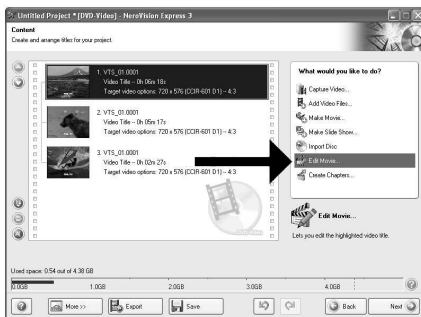 Untitled Project * [DVD-Video] - NeroVision Express 3
Content
Create and arrange titles for your project.
1. VTS_01.0001
Video Title - 0h 06m 18s
Target video options: 720 x 576 (CCIR-601 D1) - 4:3
2. VTS_01.0001
Video Title - 0h 05m 17s
Target video options: 720 x 576 (CCIR-601 D1) - 4:3
3. VTS_01.0001
Video Title - 0h 02m 27s
Target video options: 720 x 576 (CCIR-601 D1) - 4:3
What would you like to do?
Capture Video...
Add Video Files...
Make Movie...
Make Slide Show...
Import Disc
Edit Movie...
Create Chapters...
Edit Movie...
Lets you edit the highlighted video title.
Used space: 0.54 out of 4.38 GB
0.0GB 1.0GB 2.0GB 3.0GB 4.0GB
More >> Export Save Back Next